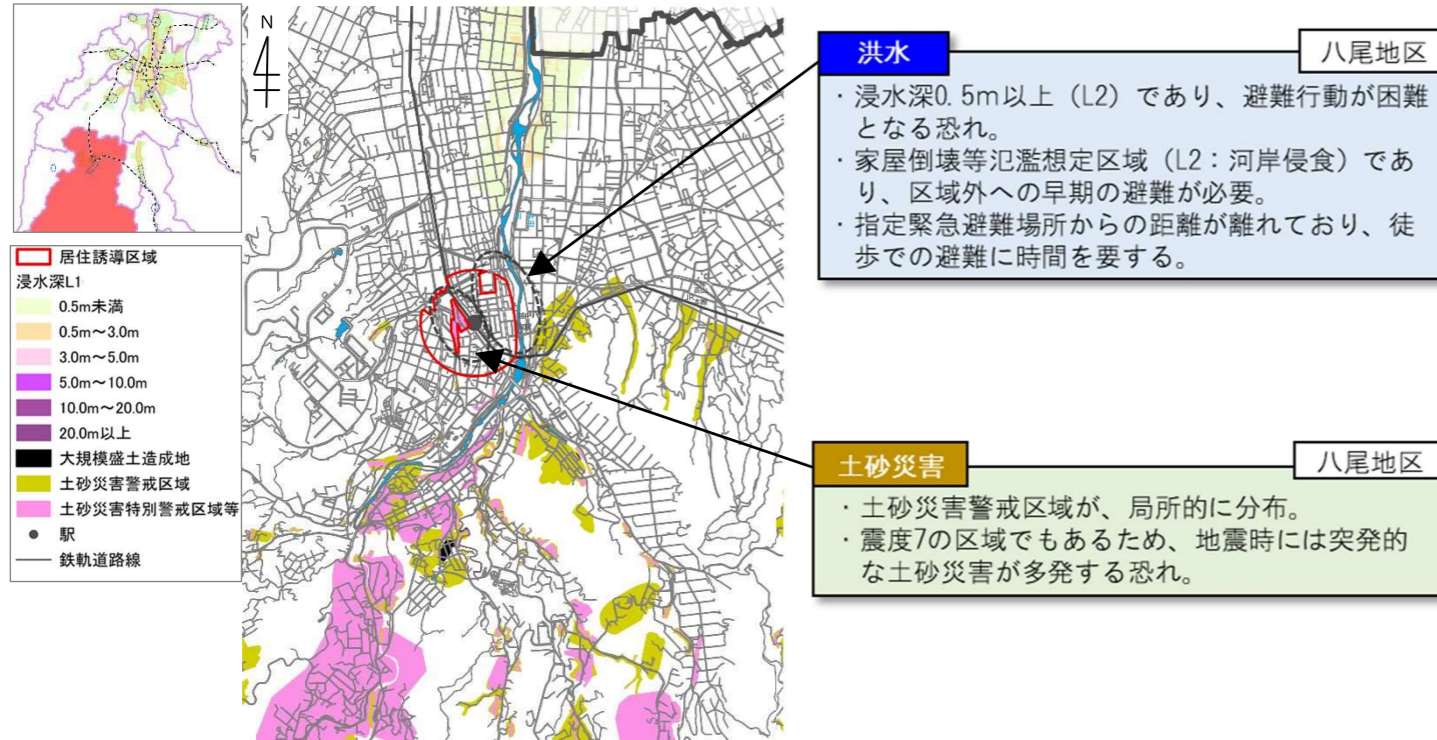 N
居住誘導区域
浸水深L1
0.5m未満
0.5m～3.0m
3.0m～5.0m
5.0m～10.0m
10.0m～20.0m
20.0m以上
大規模盛土造成地
土砂災害警戒区域
土砂災害特別警戒区域等
駅
鉄軌道路線
洪水
八尾地区
・浸水深0.5m以上（L2）であり、避難行動が困難
となる恐れ。
・家屋倒壊等氾濫想定区域（L2：河岸侵食）であ
り、区域外への早期の避難が必要。
・指定緊急避難場所からの距離が離れており、徒
歩での避難に時間を要する。
土砂災害
八尾地区
・土砂災害警戒区域が、局所的に分布。
・震度7の区域でもあるため、地震時には突発的
な土砂災害が多発する恐れ。